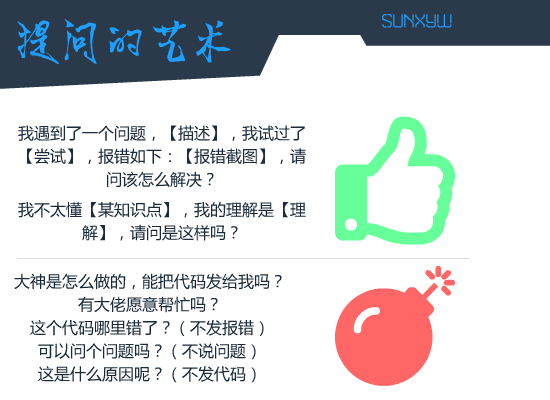 提问的艺术
SUNXYW
我遇到了一个问题，【描述】，我试过了
【尝试】，报错如下：【报错截图】，请
问该怎么解决？
我不太懂【某知识点】，我的理解是【理
解】，请问是这样吗？
大神是怎么做的，能把代码发给我吗？
有大佬愿意帮忙吗？
这个代码哪里错了？（不发报错）
可以问个问题吗？（不说问题）
这是什么原因呢？（不发代码）